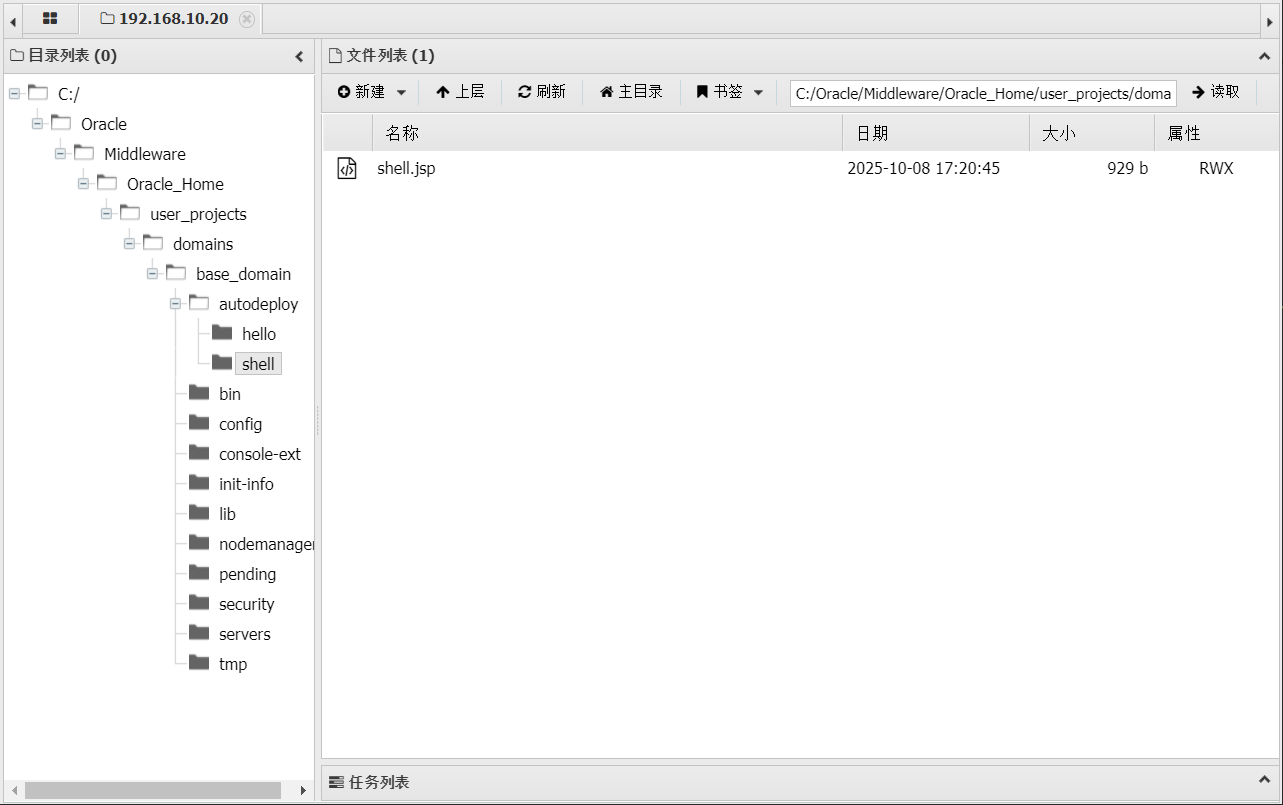 192.168.10.20
目录列表 (0)
C:/
Oracle
Middleware
Oracle_Home
user_projects
domains
base_domain
autodeploy
hello
shell
bin
config
console-ext
init-info
lib
nodemanager
pending
security
servers
tmp
文件列表 (1)
新建 上层 刷新 主目录 书签 C:/Oracle/Middleware/Oracle_Home/user_projects/doma 读取
名称 日期 大小 属性
shell.jsp 2025-10-08 17:20:45 929 b RWX
任务列表